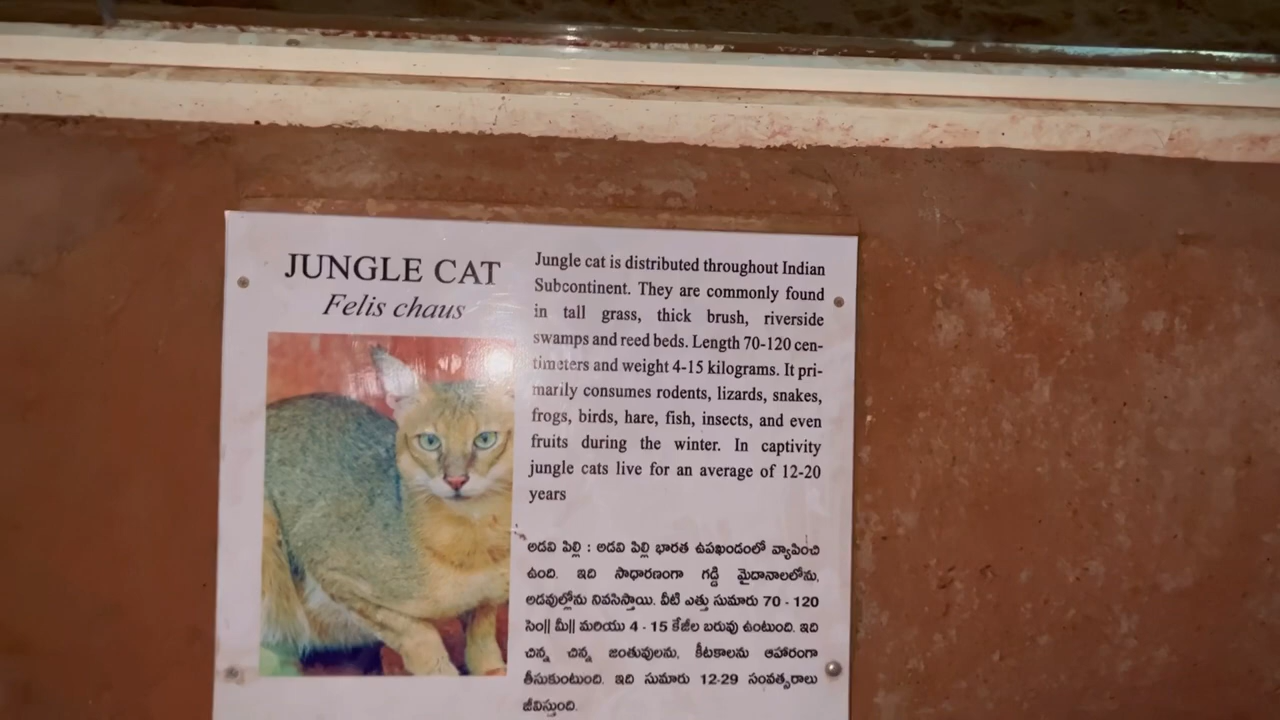 JUNGLE CAT
Felis chaus
Jungle cat is distributed throughout Indian
Subcontinent. They are commonly found
in tall grass, thick brush, riverside
swamps and reed beds. Length 70-120 cen-
timeters and weight 4-15 kilograms. It pri-
marily consumes rodents, lizards, snakes,
frogs, birds, hare, fish, insects, and even
fruits during the winter. In captivity
jungle cats live for an average of 12-20
years
అడవి పిల్లి : అడవి పిల్లి భారత ఉపఖండంలో వ్యాపించి
ఉంది. ఇది సాధారణంగా గడ్డి మైదానాలలోను,
అడవుల్లోను నివసిస్తాయి. వీటి ఎత్తు సుమారు 70 - 120
సెం|| మీ|| మరియు 4 - 15 కేజీల బరువు ఉంటుంది. ఇది
చిన్న చిన్న జంతువులను, కీటకాలను ఆహారంగా
తీసుకుంటుంది. ఇది సుమారు 12-29 సంవత్సరాలు
జీవిస్తుంది.